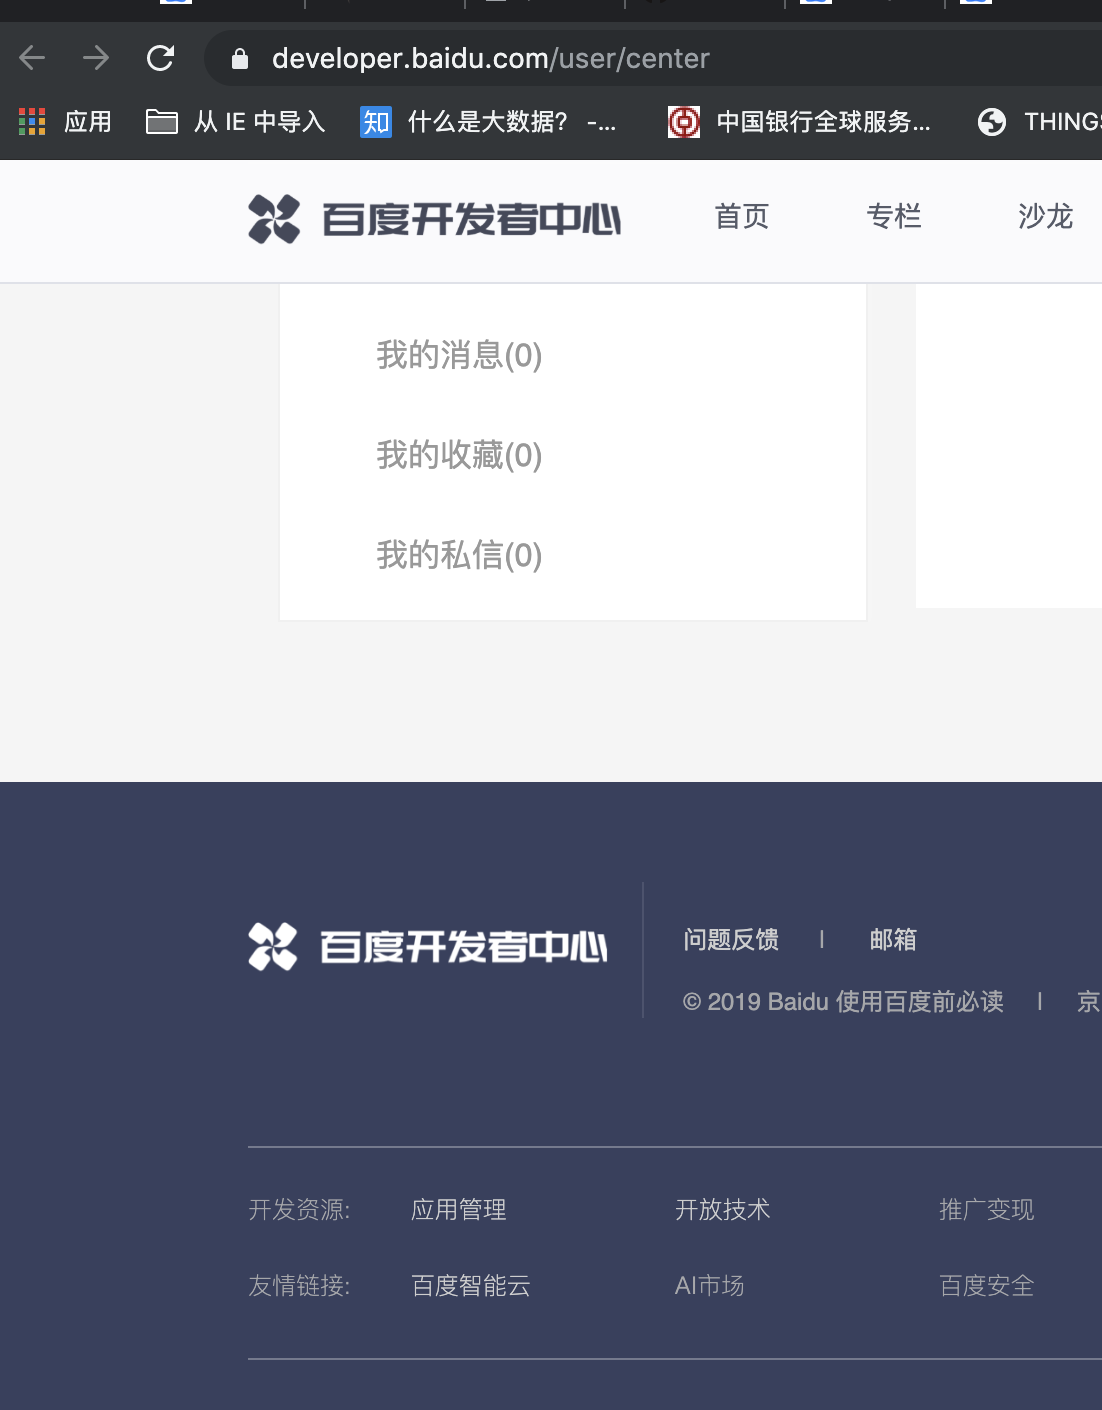 developer.baidu.com/user/center
应用 从 IE 中导入 知 什么是大数据? -... 中国银行全球服务... THINGS
百度开发者中心 首页 专栏 沙龙
我的消息(0)
我的收藏(0)
我的私信(0)
百度开发者中心
问题反馈 | 邮箱
© 2019 Baidu 使用百度前必读 | 京
开发资源: 应用管理 开放技术 推广变现
友情链接: 百度智能云 AI市场 百度安全